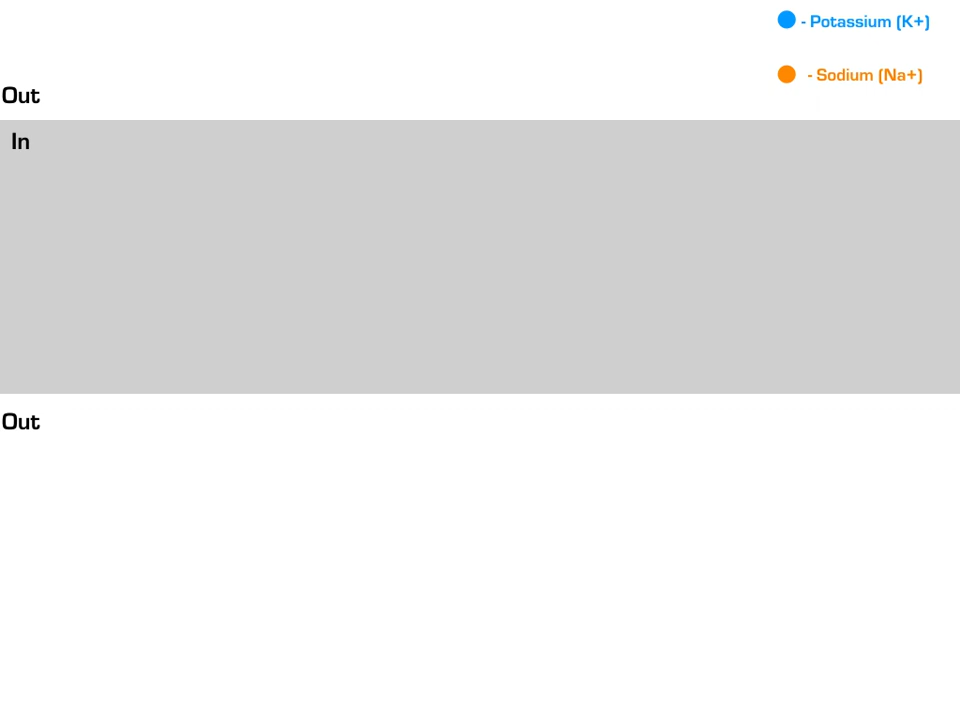 - Potassium (K+)
- Sodium (Na+)
Out
In
Out